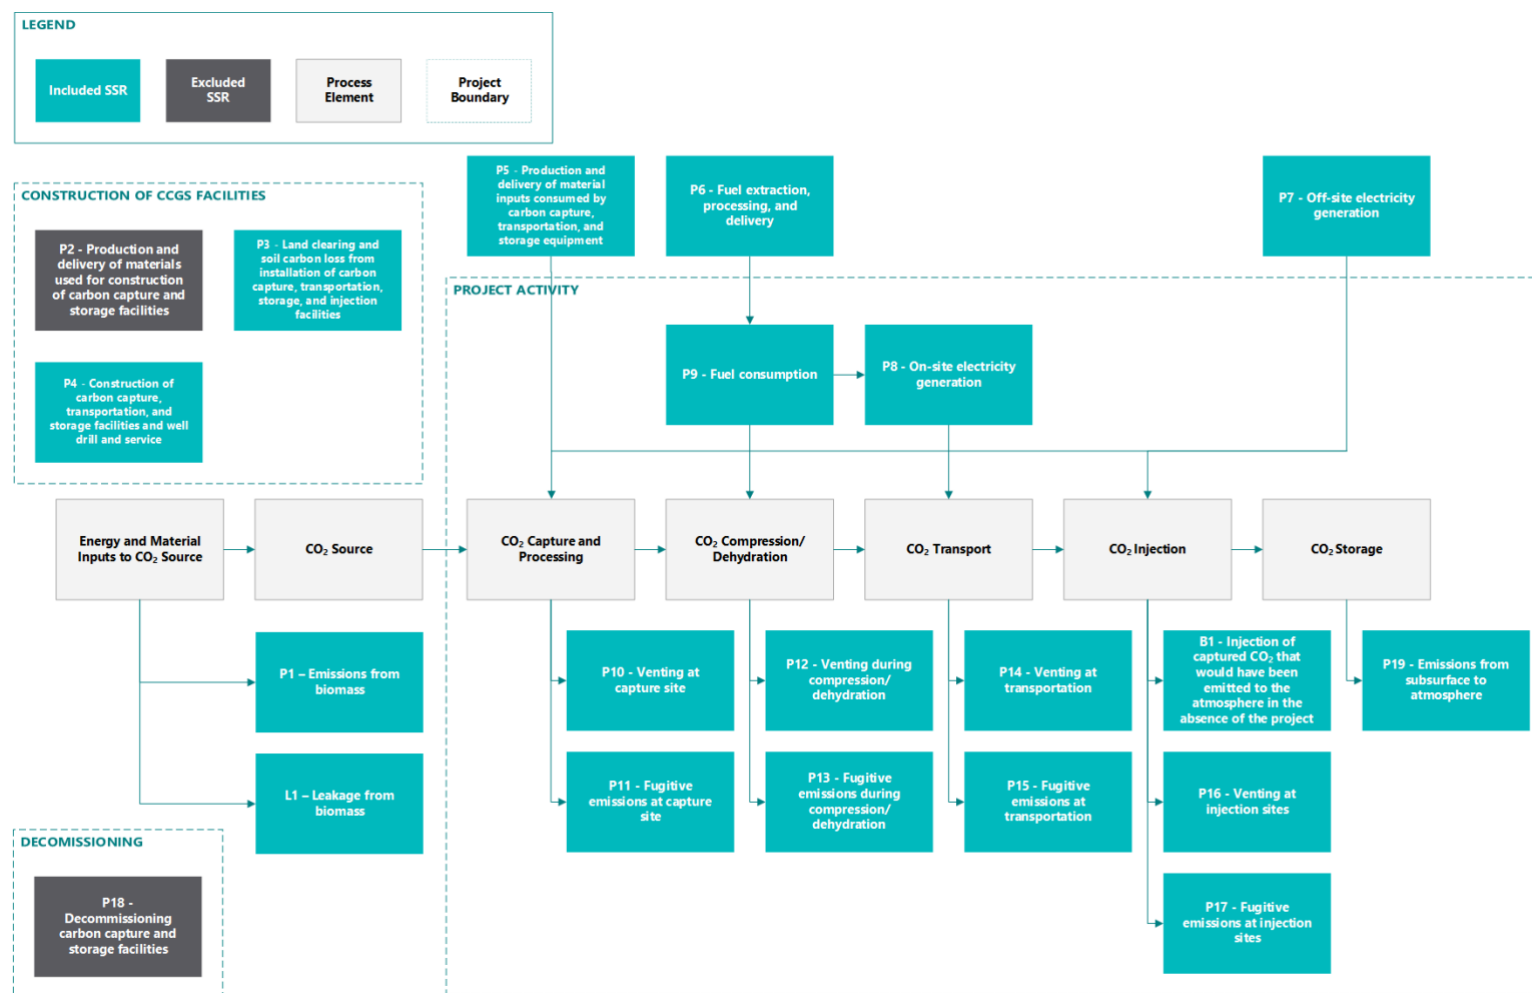 LEGEND
Included SSR
Excluded
SSR
Process
Element
Project
Boundary
CONSTRUCTION OF CCGS FACILITIES
P2 - Production and
delivery of materials
used for construction
of carbon capture and
storage facilities
P3 - Land clearing and
soil carbon loss from
installation of carbon
capture, transportation,
storage, and injection
facilities
P4 - Construction of
carbon capture,
transportation, and
storage facilities and well
drill and service
P5 - Production and
delivery of material
inputs consumed by
carbon capture,
transportation, and
storage equipment
P6 - Fuel extraction,
processing, and
delivery
P7 - Off-site electricity
generation
PROJECT ACTIVITY
P9 - Fuel consumption
P8 - On-site electricity
generation
Energy and Material
Inputs to CO₂ Source
CO₂ Source
CO₂ Capture and
Processing
CO₂ Compression/
Dehydration
CO₂ Transport
CO₂ Injection
CO₂ Storage
P1 – Emissions from
biomass
L1 – Leakage from
biomass
P10 - Venting at
capture site
P11 - Fugitive
emissions at capture
site
P12 - Venting during
compression/
dehydration
P13 - Fugitive
emissions during
compression/
dehydration
P14 - Venting at
transportation
P15 - Fugitive
emissions at
transportation
B1 - Injection of
captured CO₂ that
would have been
emitted to the
atmosphere in the
absence of the project
P16 - Venting at
injection sites
P17 - Fugitive
emissions at injection
sites
P19 - Emissions from
subsurface to
atmosphere
DECOMISSIONING
P18 -
Decommissioning
carbon capture and
storage facilities